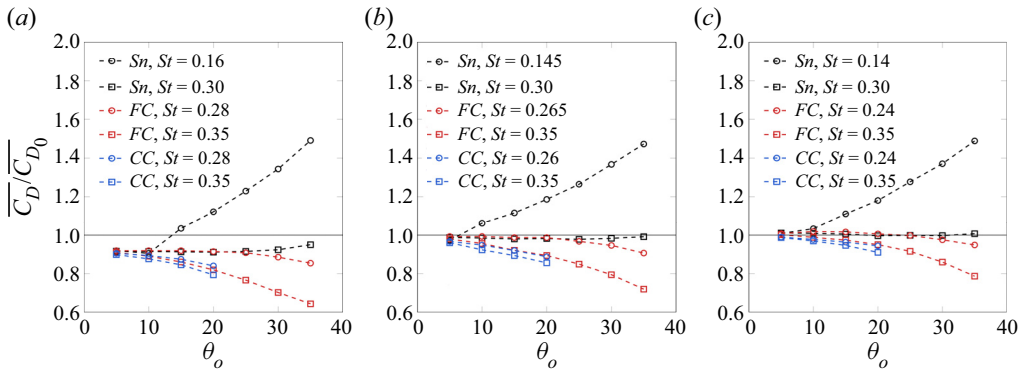 (a)
C_D/C_D0
2.0
1.8
1.6
1.4
1.2
1.0
0.8
0.6
0 10 20 30 40
θo
Sn, St = 0.16
Sn, St = 0.30
FC, St = 0.28
FC, St = 0.35
CC, St = 0.28
CC, St = 0.35
(b)
2.0
1.8
1.6
1.4
1.2
1.0
0.8
0.6
0 10 20 30 40
θo
Sn, St = 0.145
Sn, St = 0.30
FC, St = 0.265
FC, St = 0.35
CC, St = 0.26
CC, St = 0.35
(c)
2.0
1.8
1.6
1.4
1.2
1.0
0.8
0.6
0 10 20 30 40
θo
Sn, St = 0.14
Sn, St = 0.30
FC, St = 0.24
FC, St = 0.35
CC, St = 0.24
CC, St = 0.35